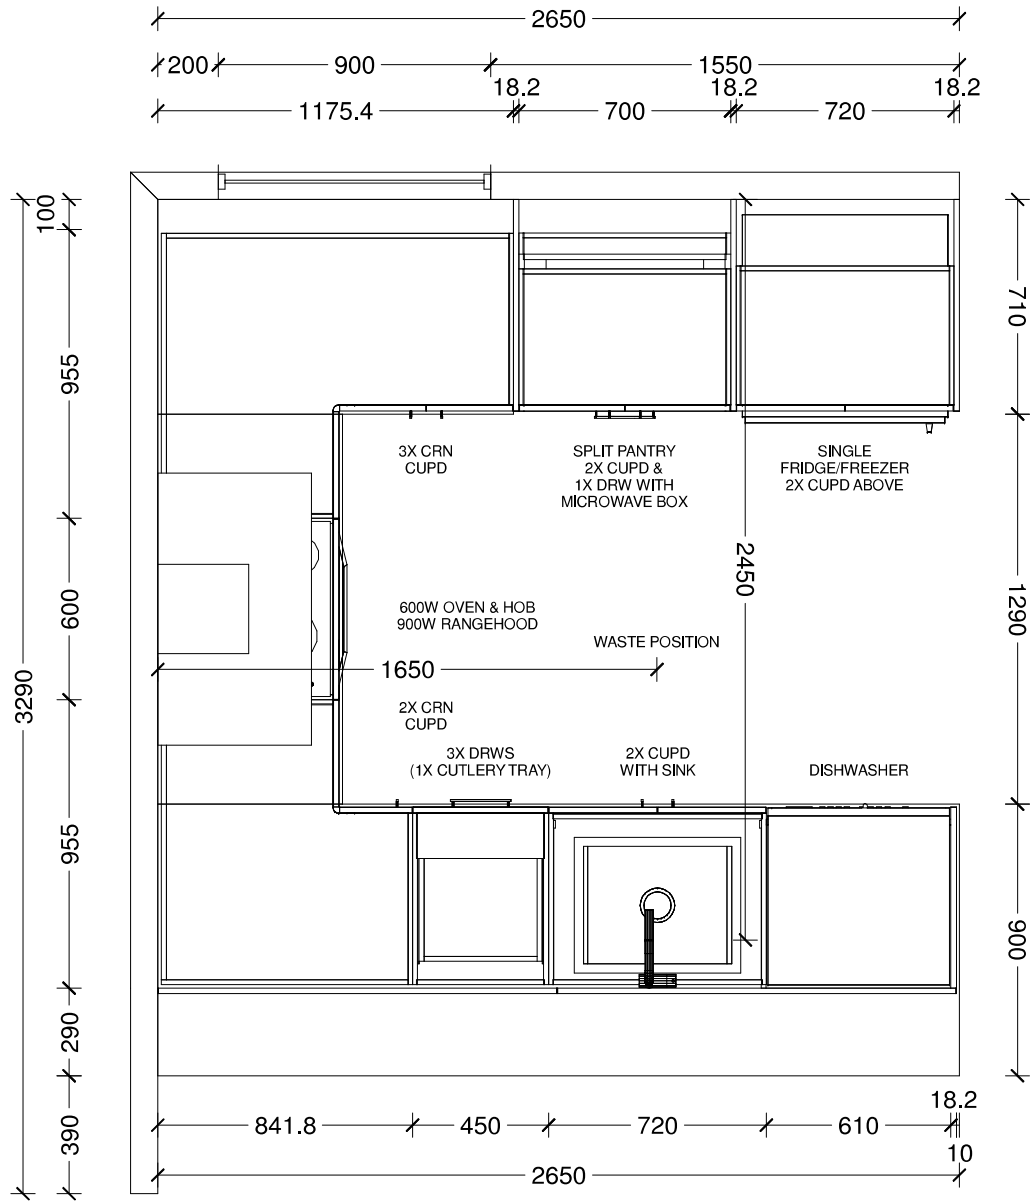 2650
200
900
1550
18.2
18.2
18.2
1175.4
700
720
100
955
600
3290
955
290
390
710
1290
900
3X CRN
CUPD
SPLIT PANTRY
2X CUPD &
1X DRW WITH
MICROWAVE BOX
SINGLE
FRIDGE/FREEZER
2X CUPD ABOVE
2450
600W OVEN & HOB
900W RANGEHOOD
WASTE POSITION
1650
2X CRN
CUPD
3X DRWS
(1X CUTLERY TRAY)
2X CUPD
WITH SINK
DISHWASHER
18.2
841.8
450
720
610
10
2650